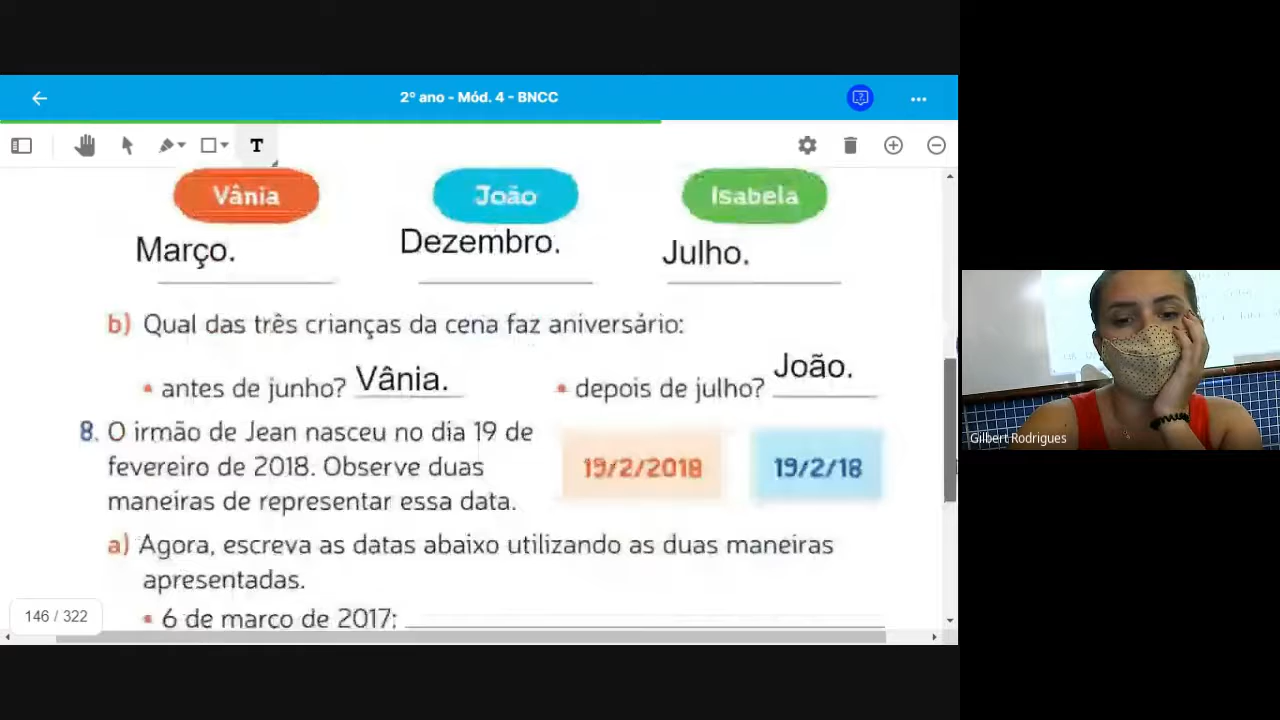 2º ano - Mód. 4 - BNCC
T
Vânia João Isabela
Março. Dezembro. Julho.
b) Qual das três crianças da cena faz aniversário:
• antes de junho? Vânia. • depois de julho? João.
8. O irmão de Jean nasceu no dia 19 de
fevereiro de 2018. Observe duas
maneiras de representar essa data.
19/2/2018 19/2/18
a) Agora, escreva as datas abaixo utilizando as duas maneiras
apresentadas.
• 6 de março de 2017:
146 / 322
Gilbert Rodrigues